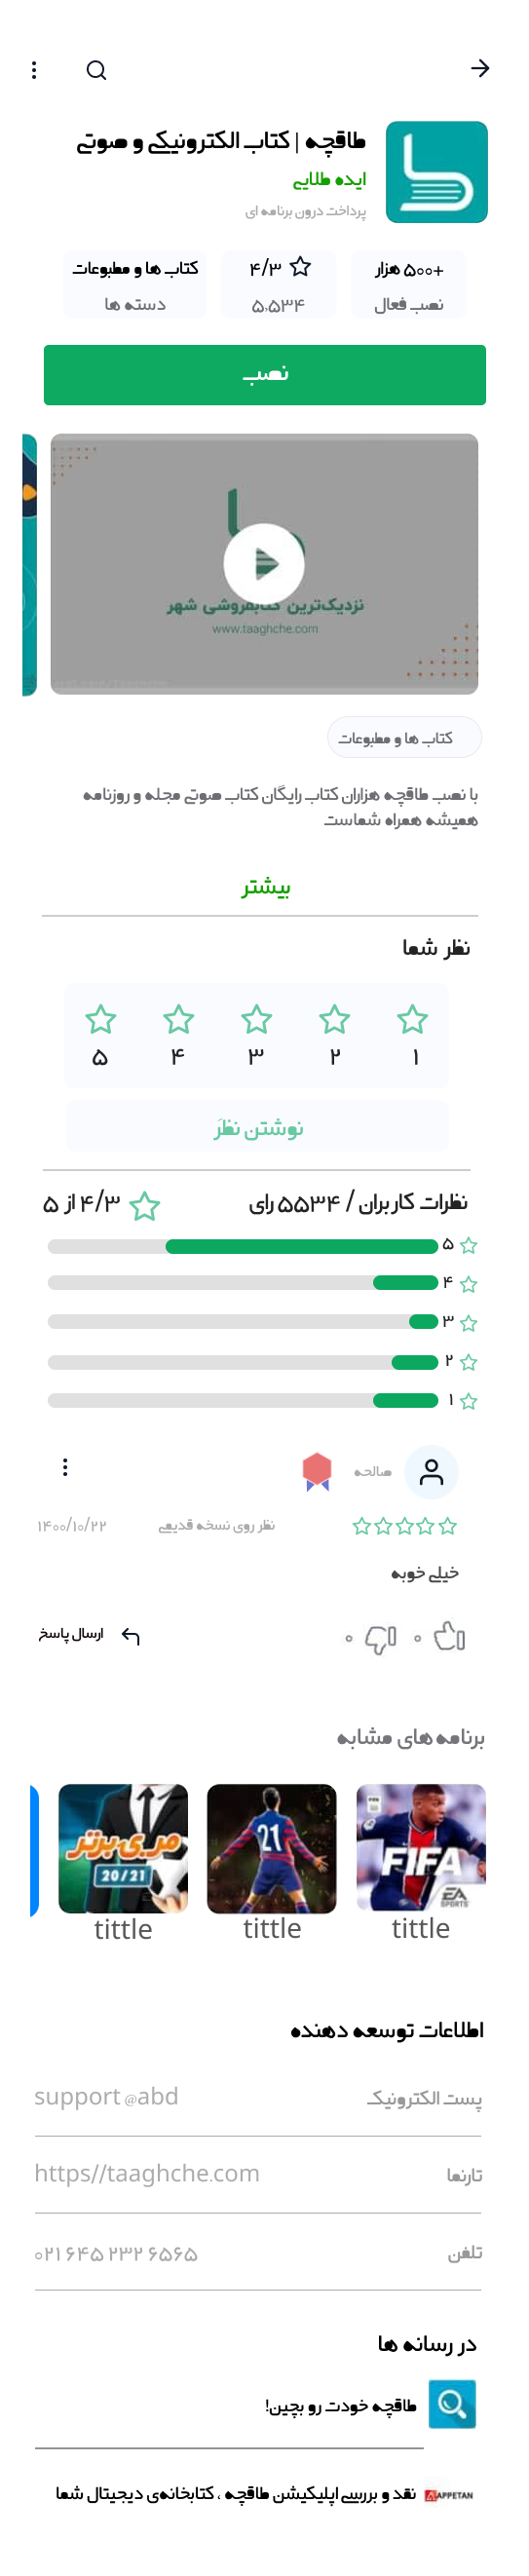 طاقچه | کتاب الکترونیکی و صوتی
ایده طلایی
پرداخت درون برنامه ای
+۵۰۰ هزار
نصب فعال
۴/۳
۵,۵۳۴
کتاب ها و مطبوعات
دسته ها
نصب
نزدیک‌ترین کتابفروشی شهر
www.taaghche.com
کتاب ها و مطبوعات
با نصب طاقچه هزاران کتاب رایگان کتاب صوتی مجله و روزنامه
همیشه همراه شماست
بیشتر
نظر شما
۱ ۲ ۳ ۴ ۵
نوشتن نظر
نظرات کاربران / ۵۵۳۴ رای
۴/۳ از ۵
۵
۴
۳
۲
۱
صالحه
نظر روی نسخه قدیمی
۱۴۰۰/۱۰/۲۲
خیلی خوبه
۰ ۰
ارسال پاسخ
برنامه های مشابه
FIFA
EA SPORTS
21
مربی برتر
20/21
tittle
tittle
tittle
اطلاعات توسعه دهنده
پست الکترونیک
support @abd
تارنما
https//taaghche.com
تلفن
۰۲۱ ۶۴۵ ۲۳۲ ۶۵۶۵
در رسانه ها
طاقچه خودت رو بچین!
APPETAN
نقد و بررسی اپلیکیشن طاقچه ، کتابخانه‌ی دیجیتال شما